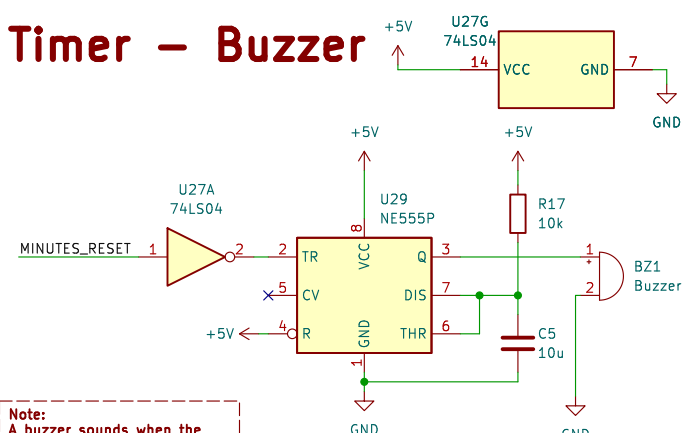 Timer - Buzzer
+5V
U27G
74LS04
14 VCC GND 7
GND
+5V
+5V
U27A
74LS04
U29
NE555P
R17
10k
MINUTES_RESET 1 2
8
VCC
2 TR Q 3
5 CV DIS 7
+5V 4 R THR 6
GND
1
1
+
2
BZ1
Buzzer
C5
10u
GND
Note:
A buzzer sounds when the